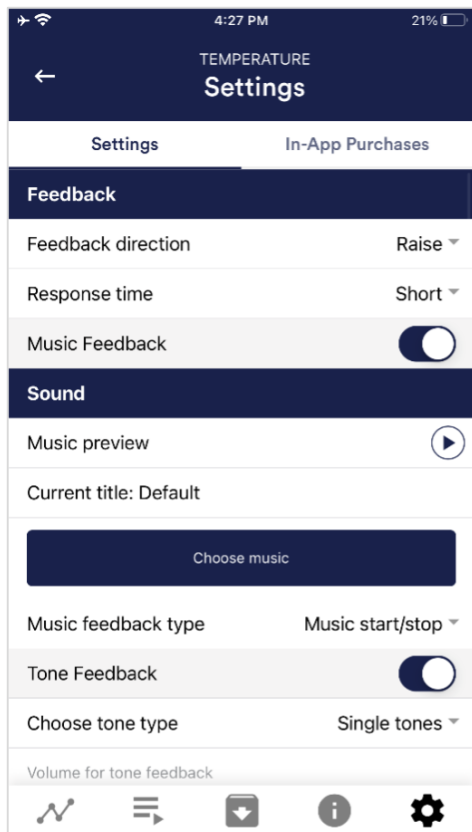 4:27 PM
21%
TEMPERATURE
Settings
Settings In-App Purchases
Feedback
Feedback direction Raise
Response time Short
Music Feedback
Sound
Music preview
Current title: Default
Choose music
Music feedback type Music start/stop
Tone Feedback
Choose tone type Single tones
Volume for tone feedback